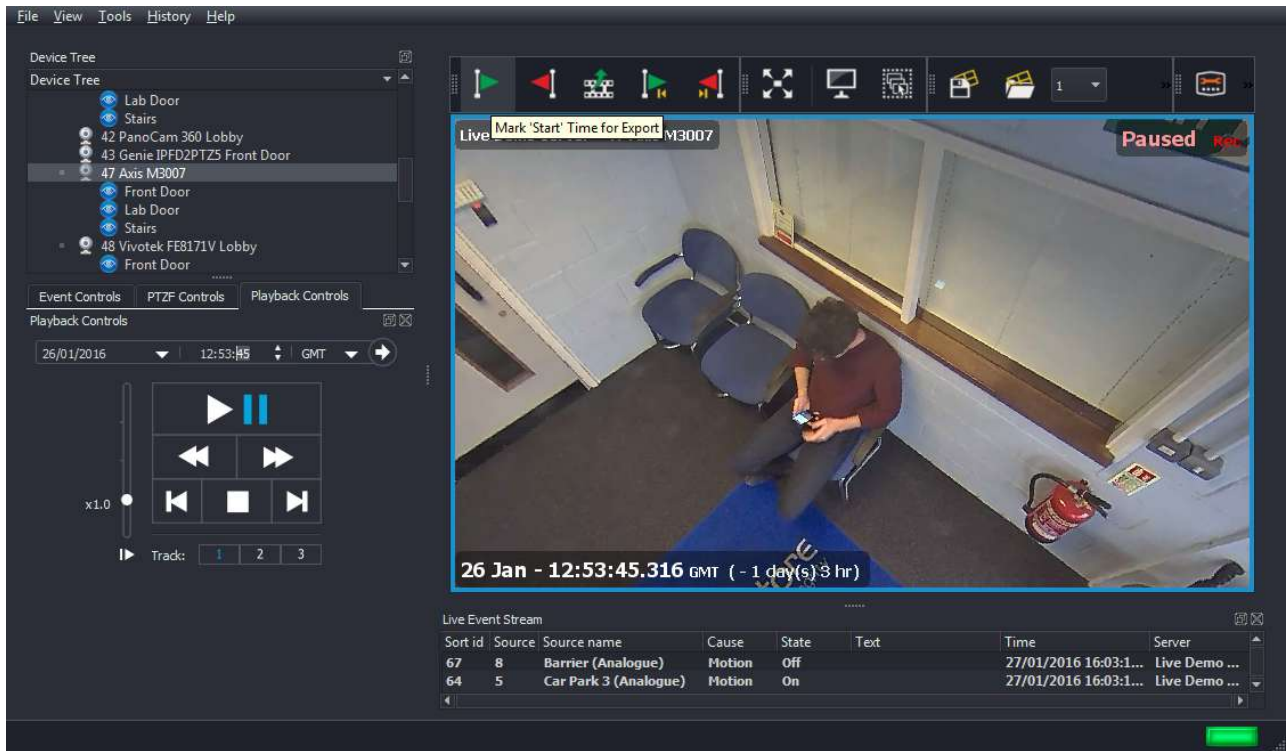 File View Tools History Help
Device Tree
Device Tree
Lab Door
Stairs
42 PanoCam 360 Lobby
43 Genie IPFD2PTZ5 Front Door
47 Axis M3007
Front Door
Lab Door
Stairs
48 Vivotek FE8171V Lobby
Front Door
Event Controls PTZF Controls Playback Controls
Playback Controls
26/01/2016 12:53:45 GMT
x1.0
Track: 1 2 3
1
Mark 'Start' Time for Export
Live M3007
Paused Rec
26 Jan - 12:53:45.316 GMT ( - 1 day(s) 3 hr)
Live Event Stream
Sort id Source Source name Cause State Text Time Server
67 8 Barrier (Analogue) Motion Off 27/01/2016 16:03:1... Live Demo ...
64 5 Car Park 3 (Analogue) Motion On 27/01/2016 16:03:1... Live Demo ...